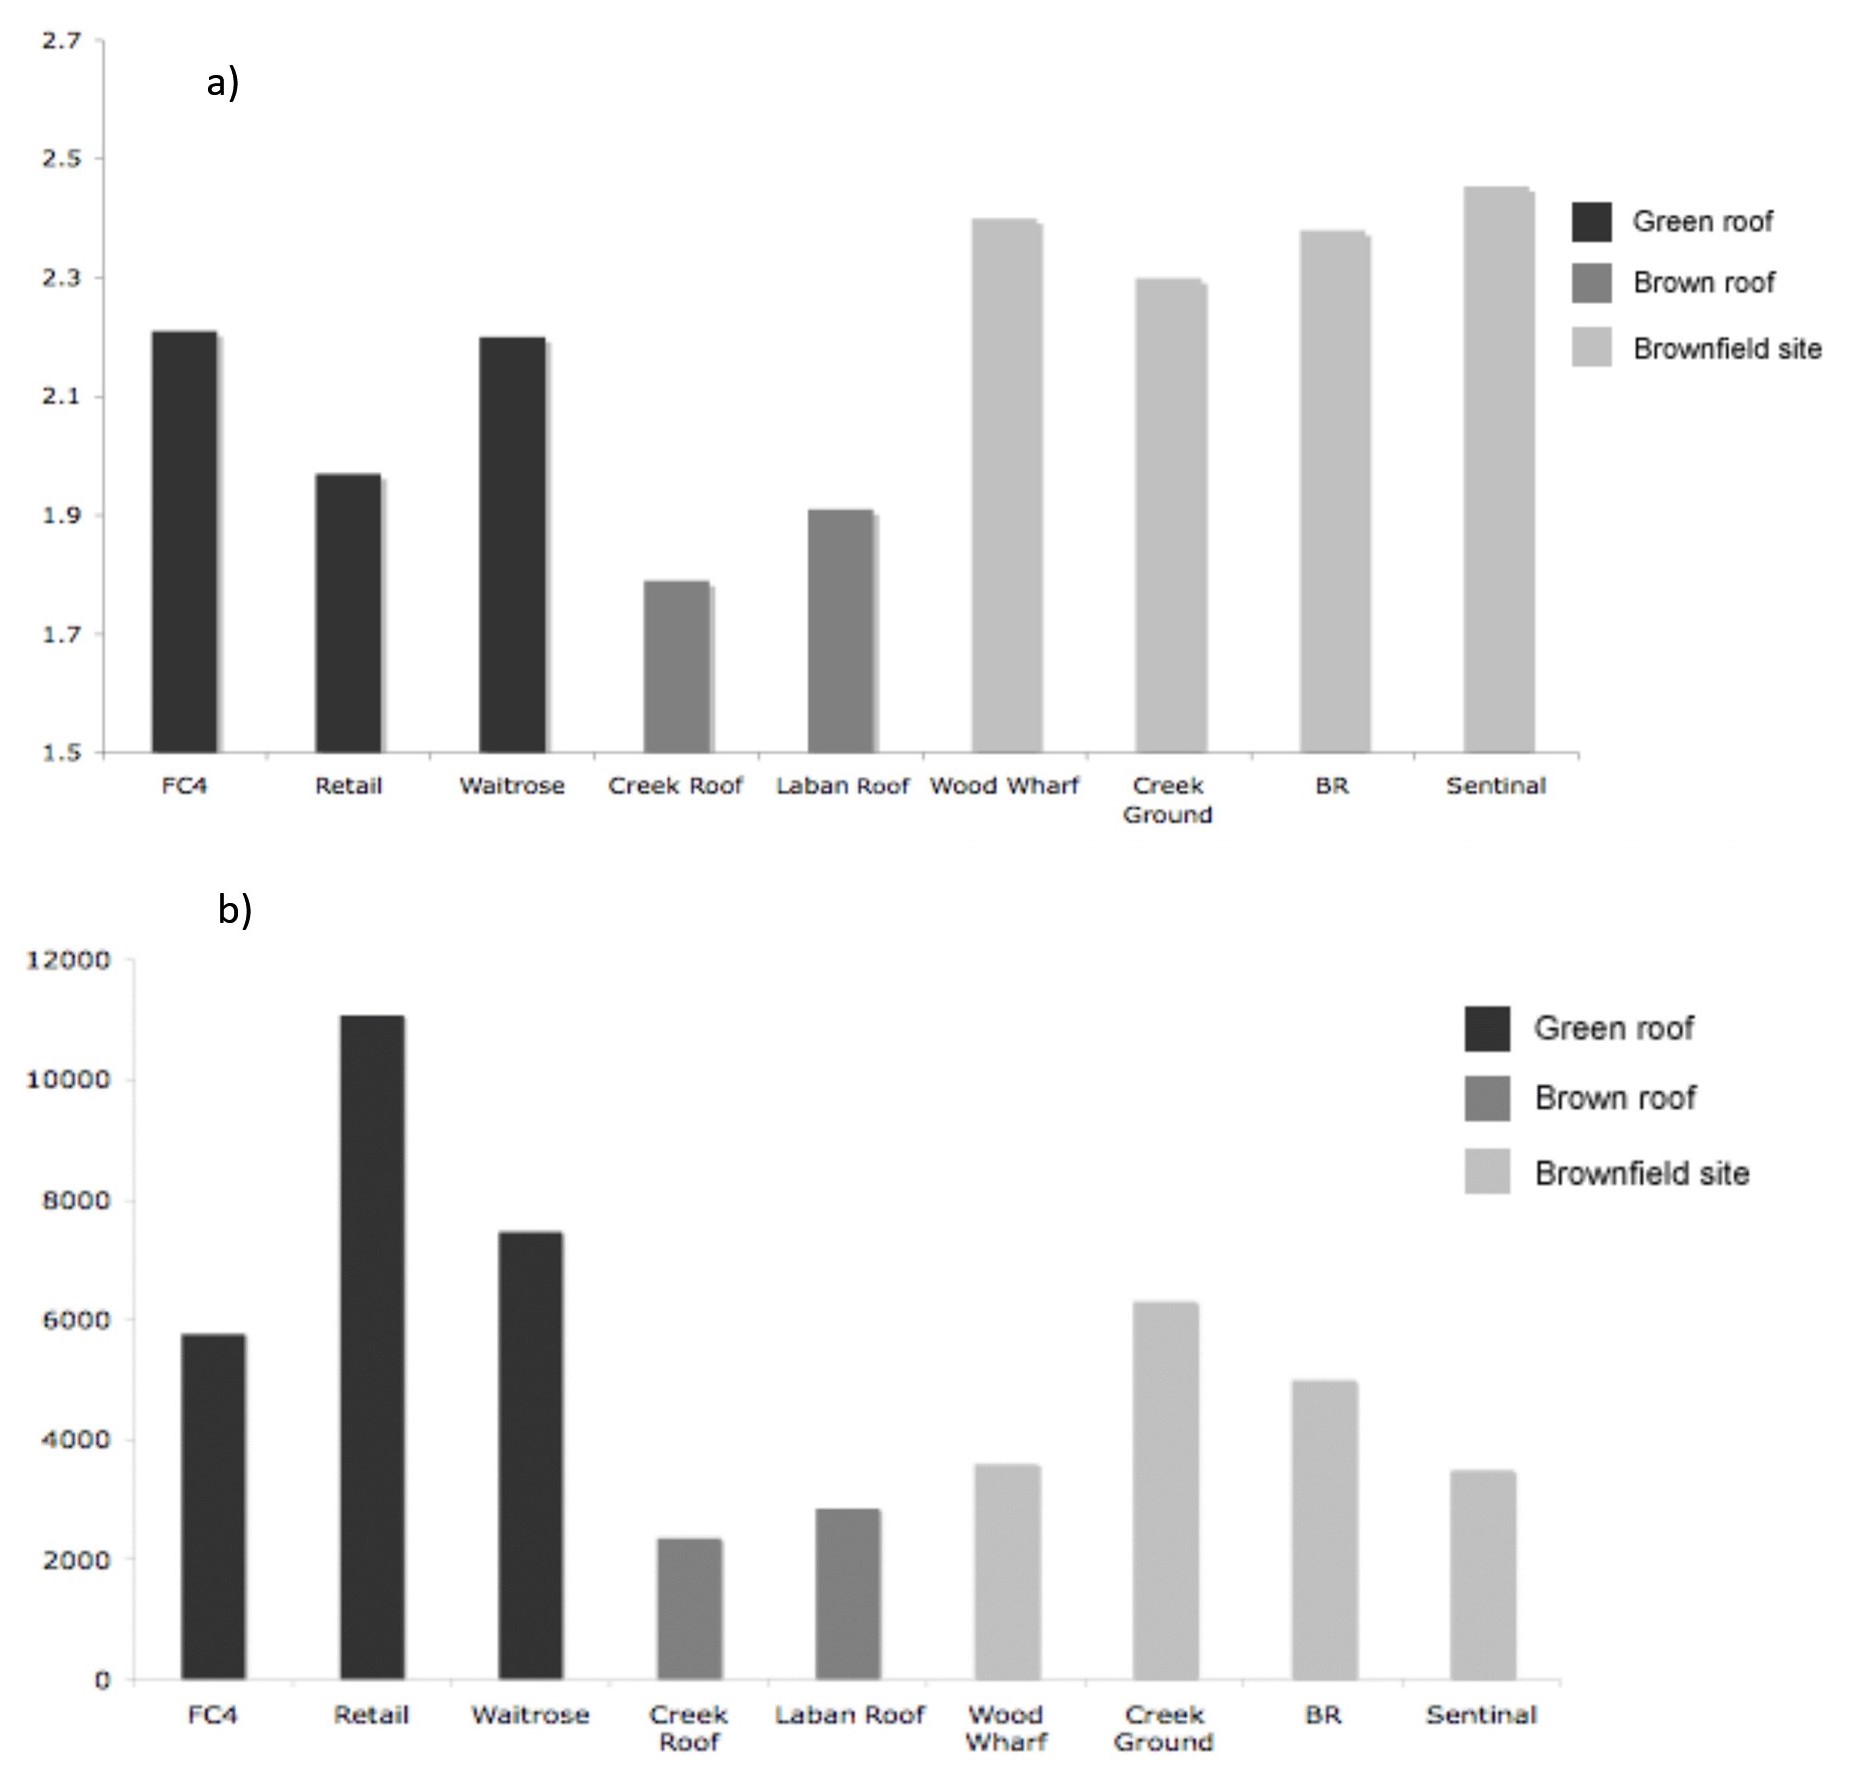 a)
2.7
2.5
2.3
2.1
1.9
1.7
1.5
Green roof
Brown roof
Brownfield site
FC4 Retail Waitrose Creek Roof Laban Roof Wood Wharf Creek Ground BR Sentinal
b)
12000
10000
8000
6000
4000
2000
0
Green roof
Brown roof
Brownfield site
FC4 Retail Waitrose Creek Roof Laban Roof Wood Wharf Creek Ground BR Sentinal